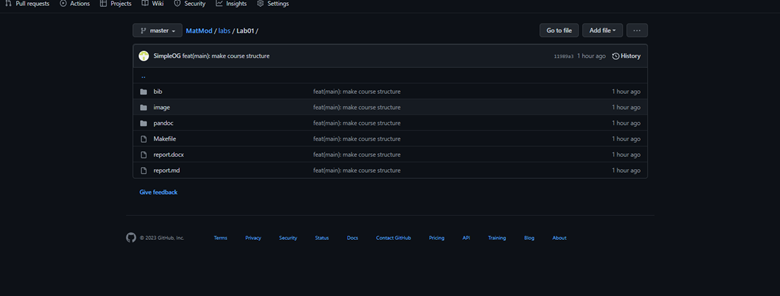 Pull requests Actions Projects Wiki Security Insights Settings
master MatMod / labs / Lab01 / Go to file Add file ...
SimpleOG feat(main): make course structure 1 hour ago History
..
bib feat(main): make course structure 1 hour ago
image feat(main): make course structure 1 hour ago
pandoc feat(main): make course structure 1 hour ago
Makefile feat(main): make course structure 1 hour ago
report.docx feat(main): make course structure 1 hour ago
report.md feat(main): make course structure 1 hour ago
Give feedback
© 2023 GitHub, Inc. Terms Privacy Security Status Docs Contact GitHub Pricing API Training Blog About